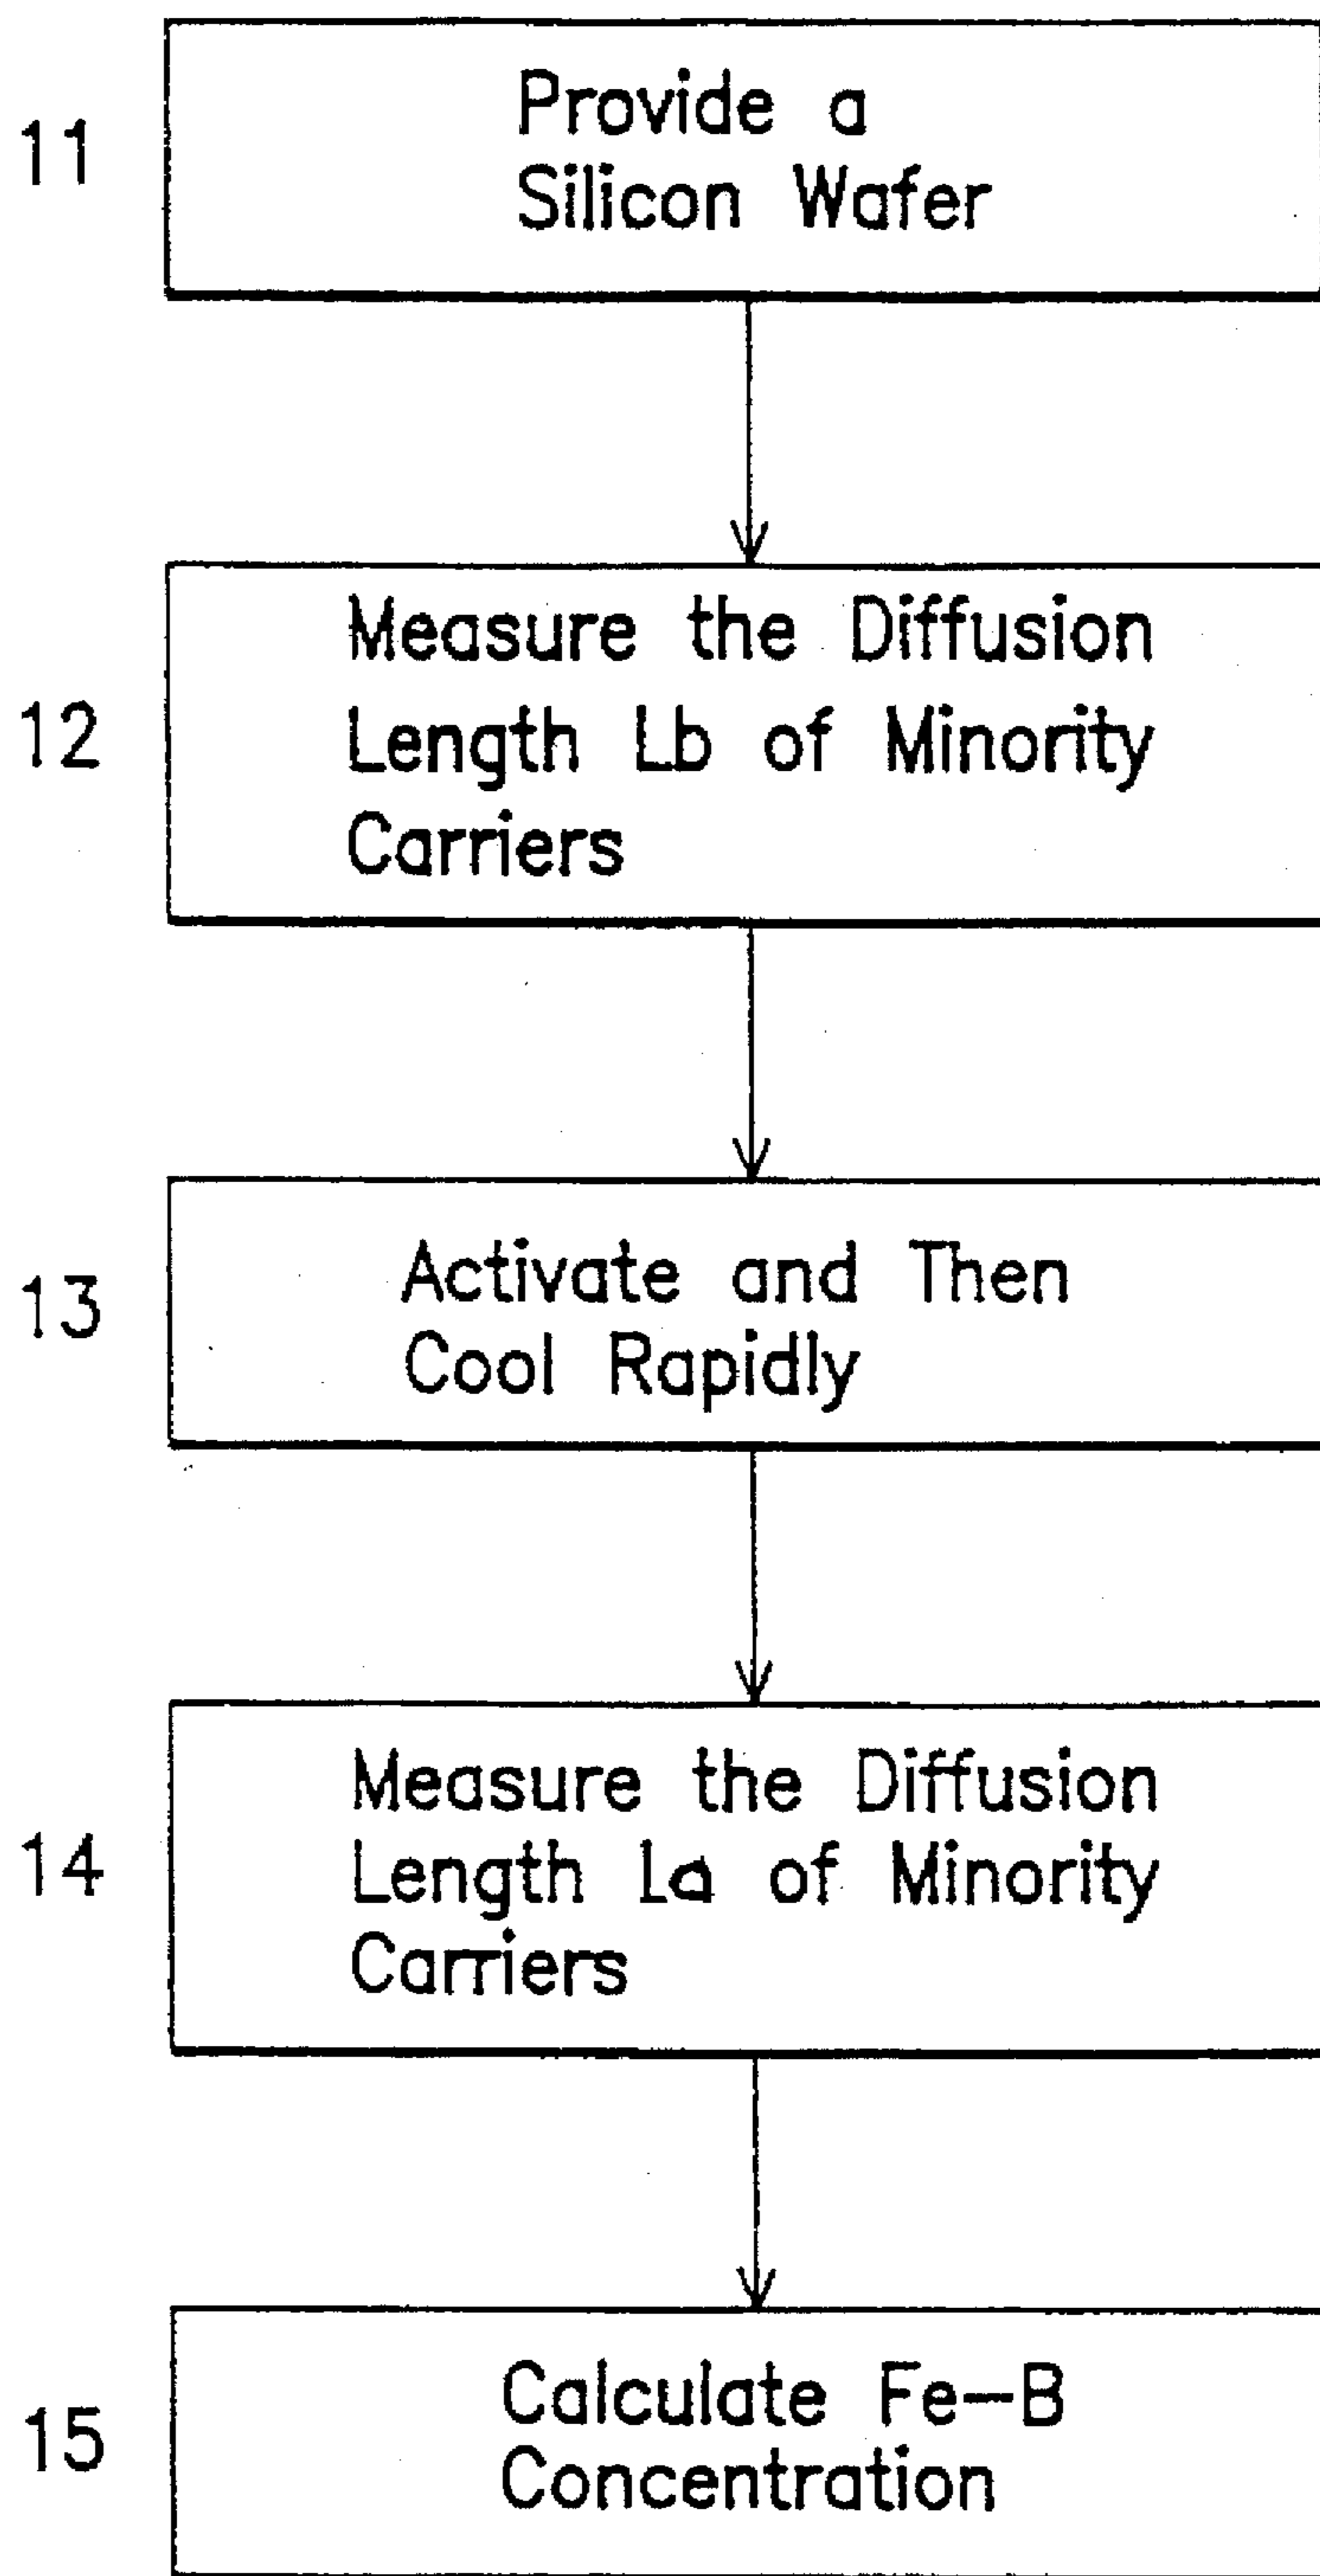 11
Provide a
Silicon Wafer
12
Measure the Diffusion
Length Lb of Minority
Carriers
13
Activate and Then
Cool Rapidly
14
Measure the Diffusion
Length La of Minority
Carriers
15
Calculate Fe-B
Concentration